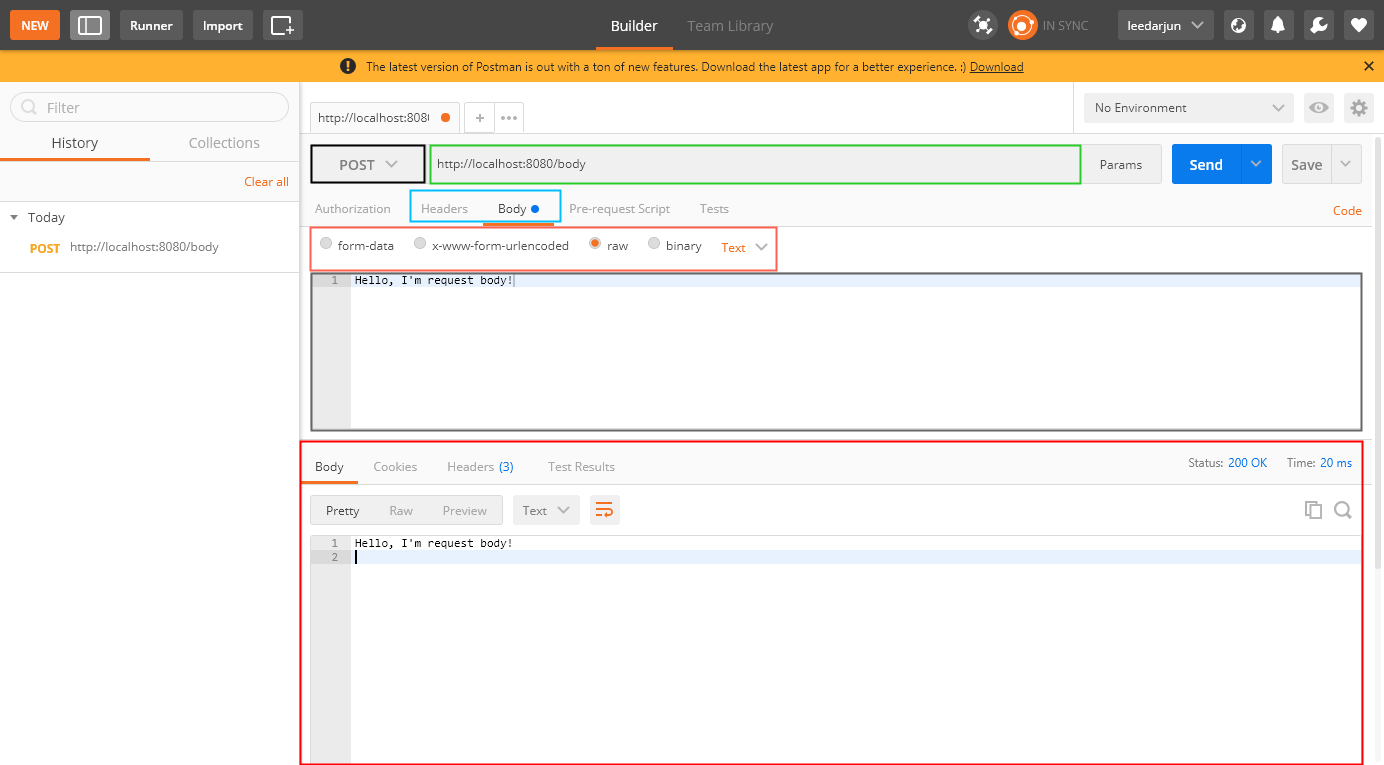 NEW Runner Import Builder Team Library IN SYNC leedarjun
The latest version of Postman is out with a ton of new features. Download the latest app for a better experience. :) Download
Filter
History Collections
Clear all
Today
POST http://localhost:8080/body
http://localhost:808 + ••• No Environment
POST http://localhost:8080/body Params Send Save
Authorization Headers Body Pre-request Script Tests Code
form-data x-www-form-urlencoded raw binary Text
1 Hello, I'm request body!
Body Cookies Headers (3) Test Results Status: 200 OK Time: 20 ms
Pretty Raw Preview Text
1 Hello, I'm request body!
2